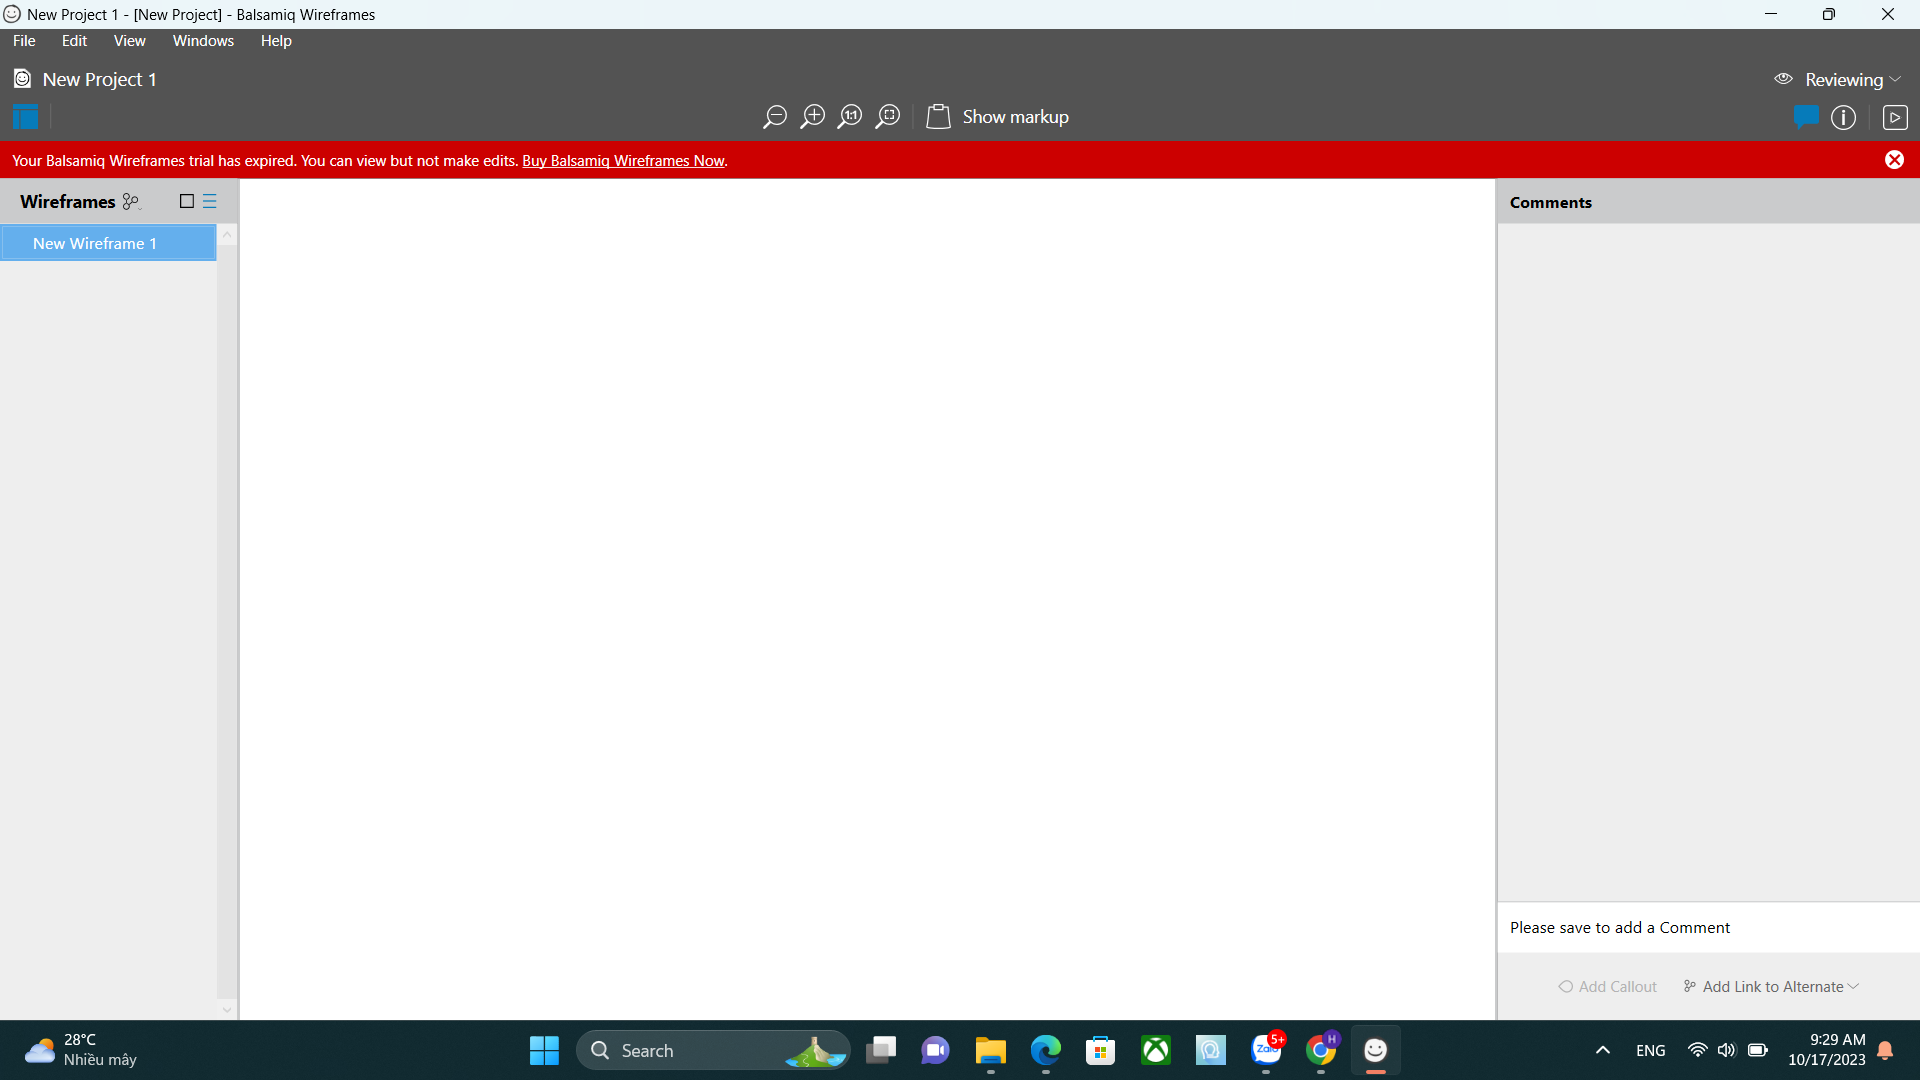 New Project 1 - [New Project] - Balsamiq Wireframes
File Edit View Windows Help
New Project 1
Reviewing
1:1
Show markup
Your Balsamiq Wireframes trial has expired. You can view but not make edits. Buy Balsamiq Wireframes Now.
Wireframes
Comments
New Wireframe 1
Please save to add a Comment
Add Callout Add Link to Alternate
28°C
Nhiều mây
Search
Zalo
5+
H
ENG
9:29 AM
10/17/2023